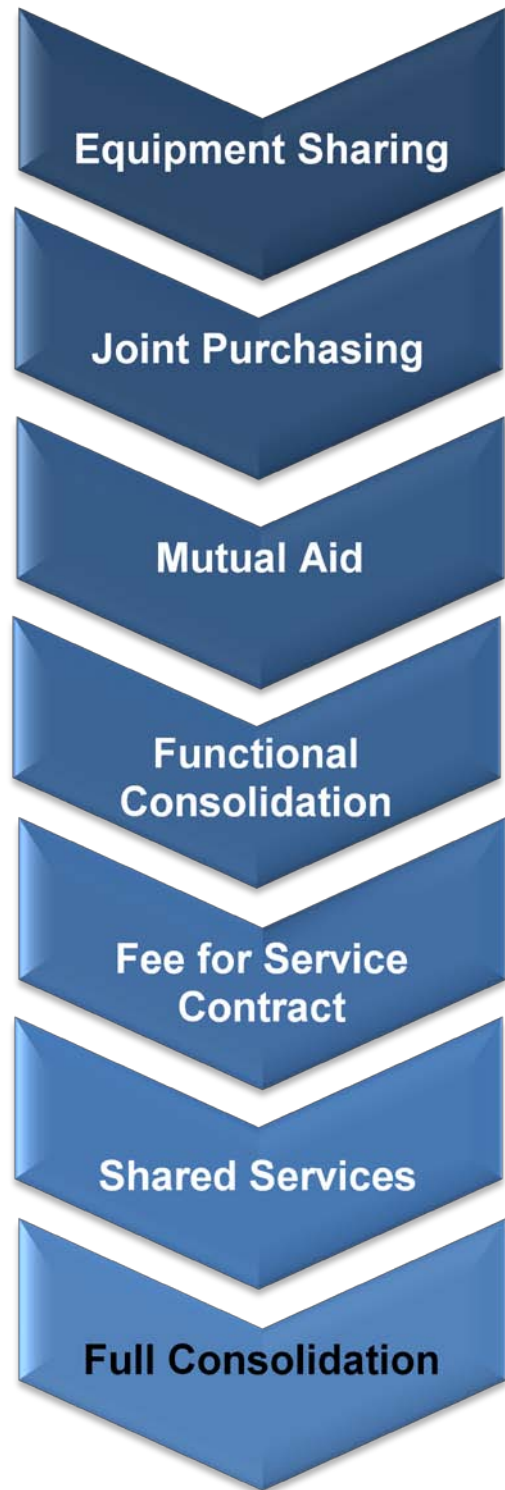 Equipment Sharing
Joint Purchasing
Mutual Aid
Functional
Consolidation
Fee for Service
Contract
Shared Services
Full Consolidation